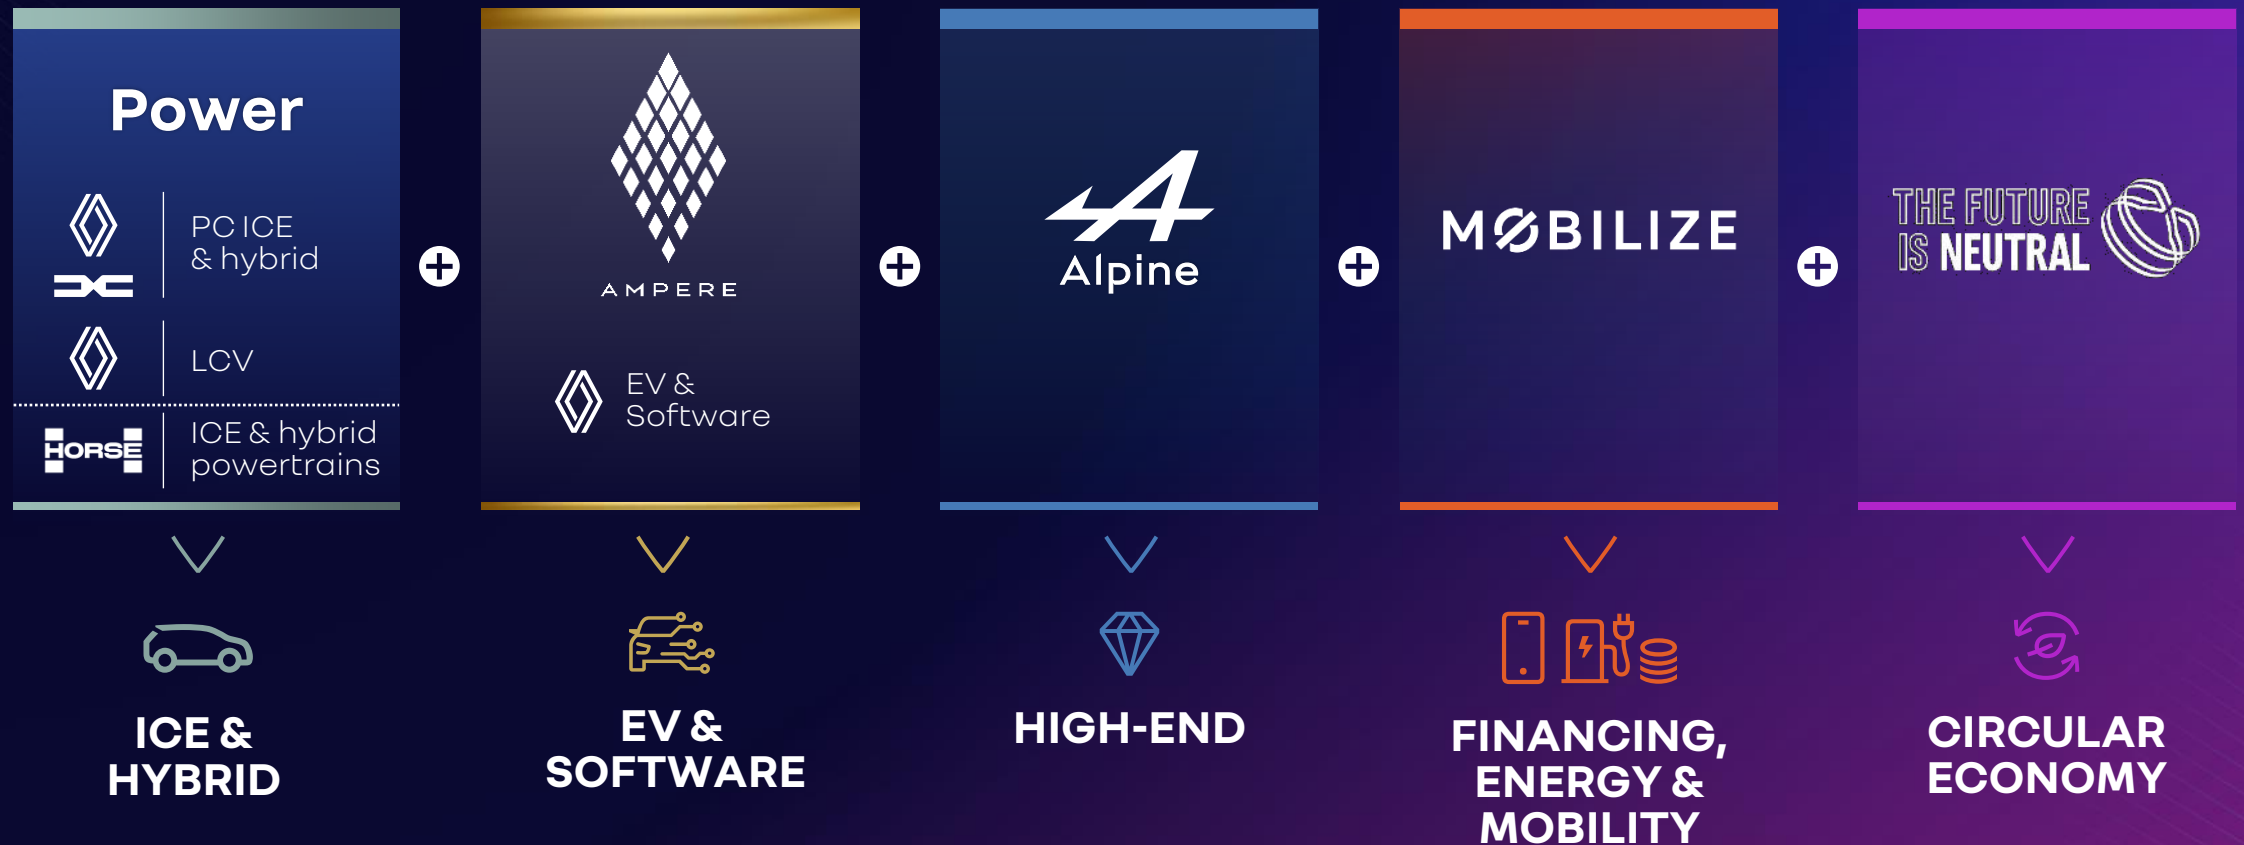 Power
PC ICE
& hybrid
LCV
HORSE
ICE & hybrid
powertrains
AMPERE
EV &
Software
Alpine
MOBILIZE
THE FUTURE
IS NEUTRAL
ICE &
HYBRID
EV &
SOFTWARE
HIGH-END
FINANCING,
ENERGY &
MOBILITY
CIRCULAR
ECONOMY